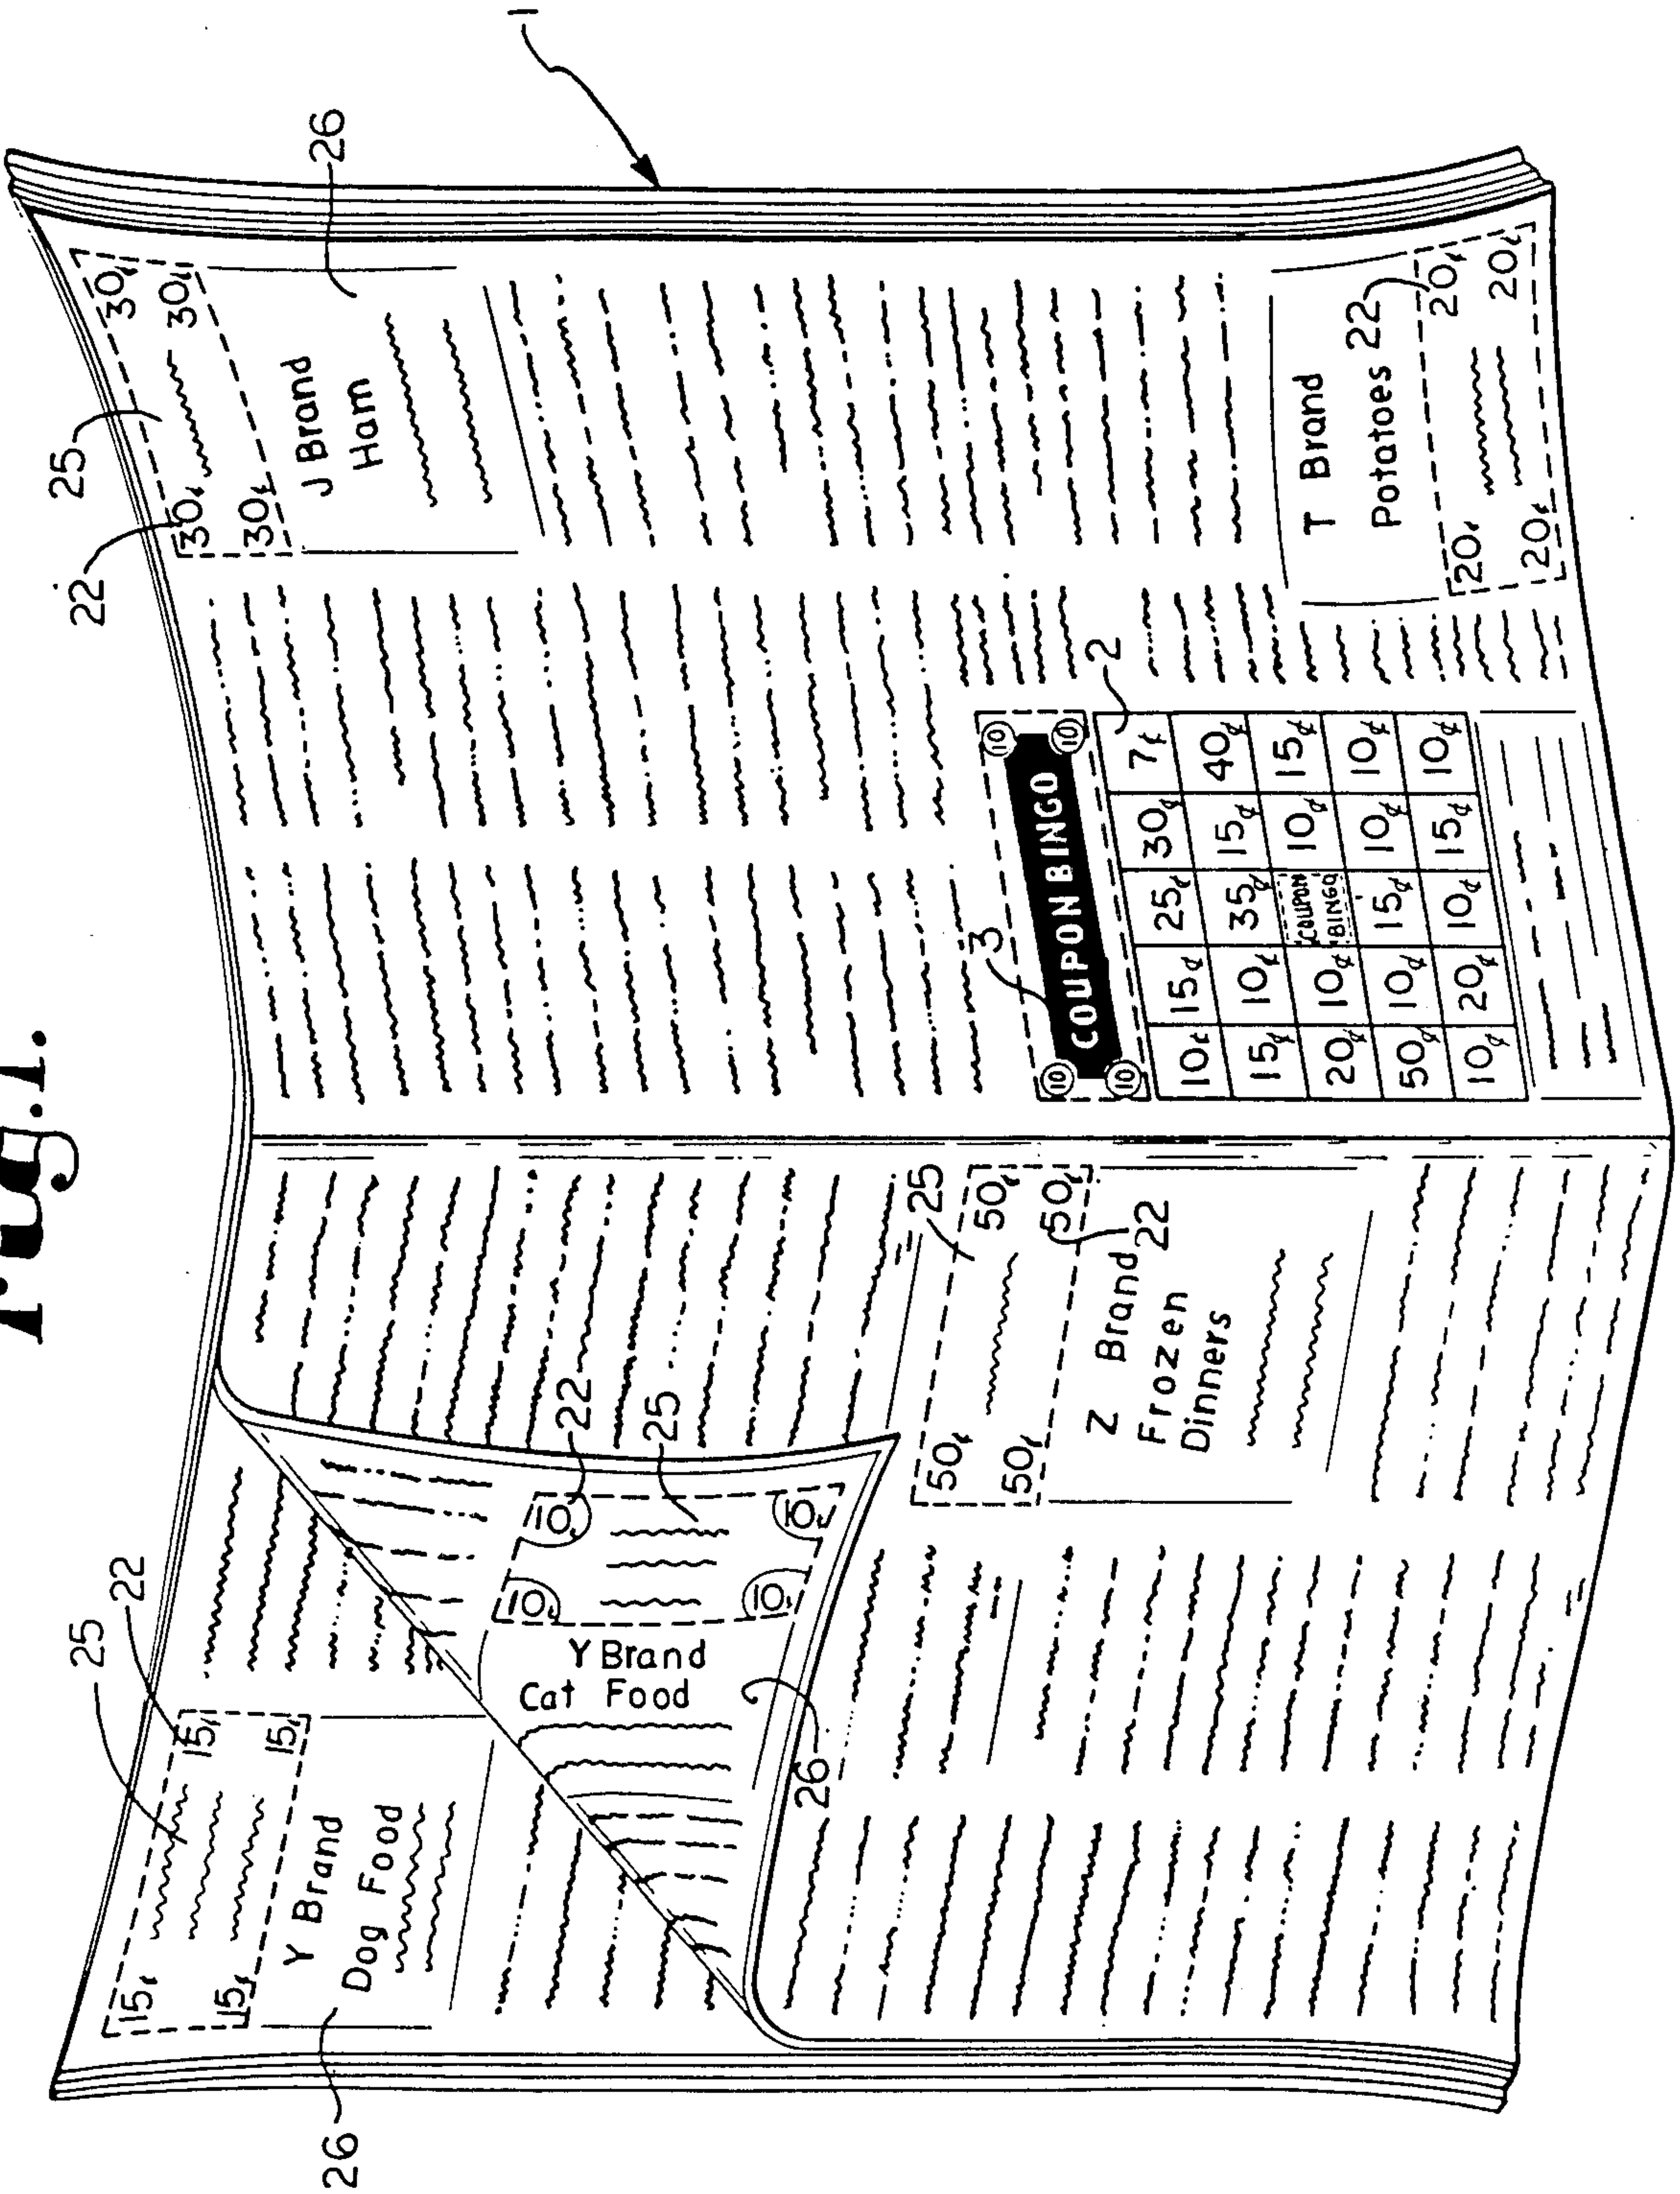 Fig.1.
25
22
26
15¢ 15¢
15¢ 15¢
Y Brand
Dog Food
22
10¢ 10¢
10¢ 10¢
25
Y Brand
Cat Food
26
25
50¢ 50¢
50¢ 50¢
22
Z Brand
Frozen
Dinners
22
25
30¢ 30¢
30¢ 30¢
26
J Brand
Ham
1
3
10 10
COUPON BINGO
10 10
2
10¢ 15¢ 25¢ 30¢ 7¢
15¢ 10¢ 35¢ 15¢ 40¢
20¢ 10¢ COUPON BINGO 10¢ 15¢
50¢ 10¢ 15¢ 10¢ 10¢
10¢ 20¢ 10¢ 15¢ 10¢
T Brand
Potatoes
22
20¢ 20¢
20¢ 20¢